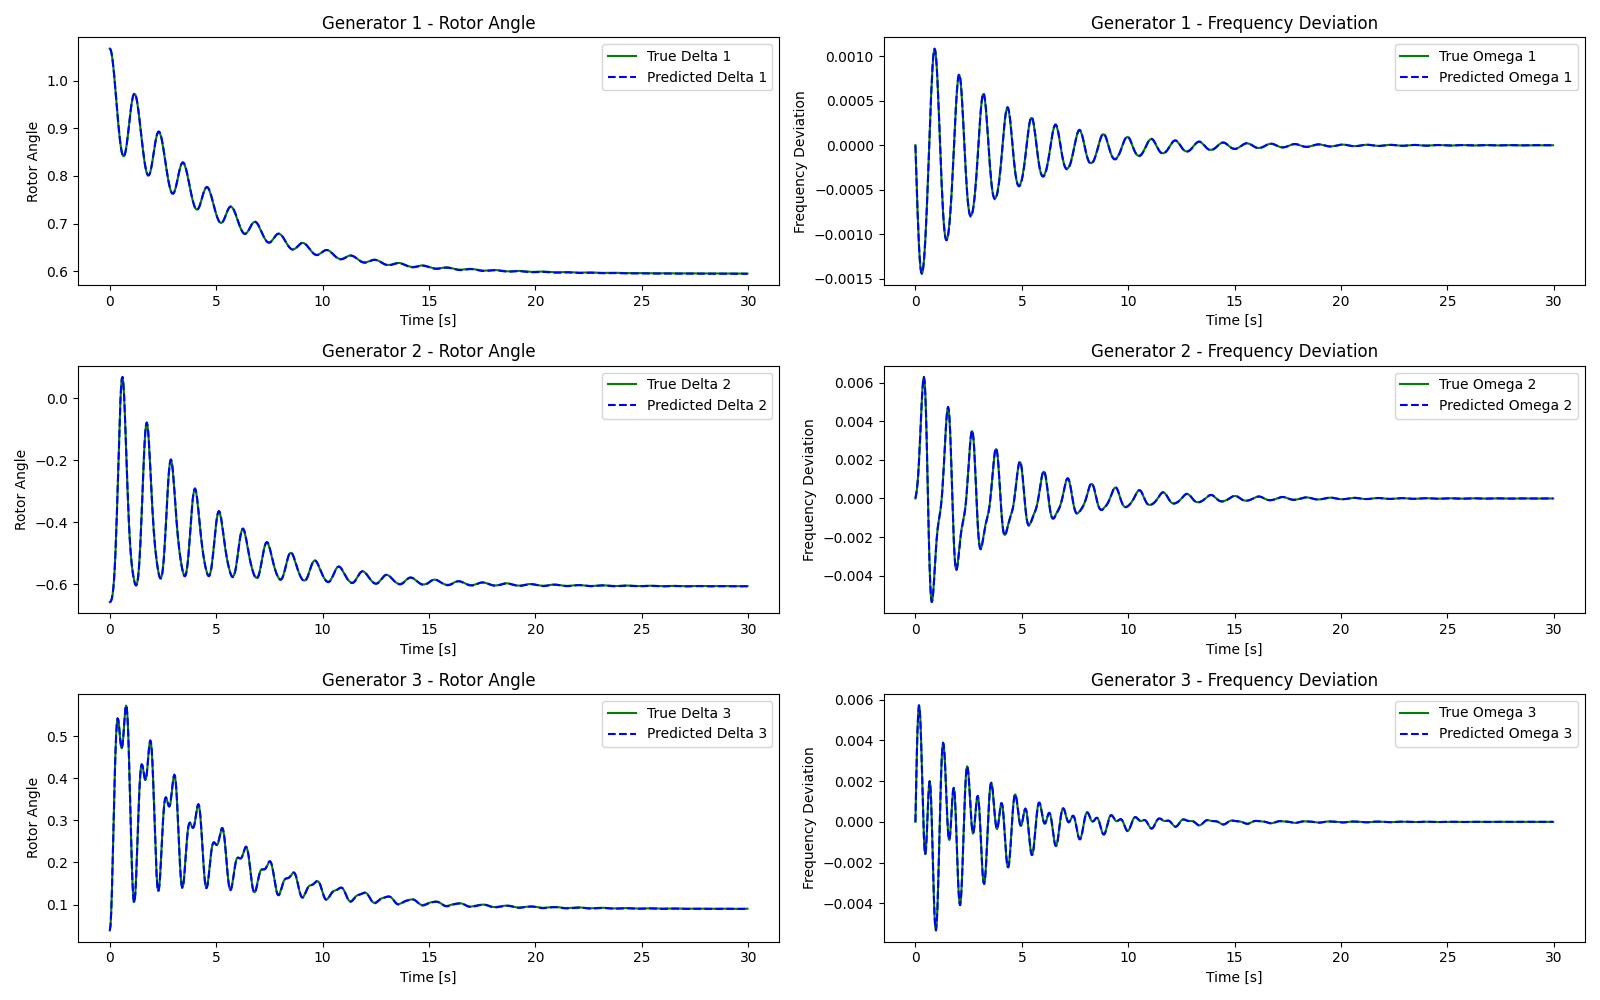 Generator 1 - Rotor Angle
True Delta 1
Predicted Delta 1
Rotor Angle
1.0
0.9
0.8
0.7
0.6
0 5 10 15 20 25 30
Time [s]
Generator 1 - Frequency Deviation
True Omega 1
Predicted Omega 1
Frequency Deviation
0.0010
0.0005
0.0000
−0.0005
−0.0010
−0.0015
0 5 10 15 20 25 30
Time [s]
Generator 2 - Rotor Angle
True Delta 2
Predicted Delta 2
Rotor Angle
0.0
−0.2
−0.4
−0.6
0 5 10 15 20 25 30
Time [s]
Generator 2 - Frequency Deviation
True Omega 2
Predicted Omega 2
Frequency Deviation
0.006
0.004
0.002
0.000
−0.002
−0.004
0 5 10 15 20 25 30
Time [s]
Generator 3 - Rotor Angle
True Delta 3
Predicted Delta 3
Rotor Angle
0.5
0.4
0.3
0.2
0.1
0 5 10 15 20 25 30
Time [s]
Generator 3 - Frequency Deviation
True Omega 3
Predicted Omega 3
Frequency Deviation
0.006
0.004
0.002
0.000
−0.002
−0.004
0 5 10 15 20 25 30
Time [s]